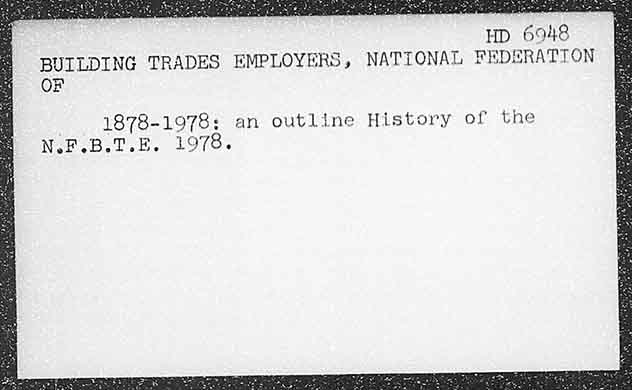 HD 6948
BUILDING TRADES EMPLOYERS, NATIONAL FEDERATION
OF
1878-1978: an outline History of the
N.F.B.T.E. 1978.